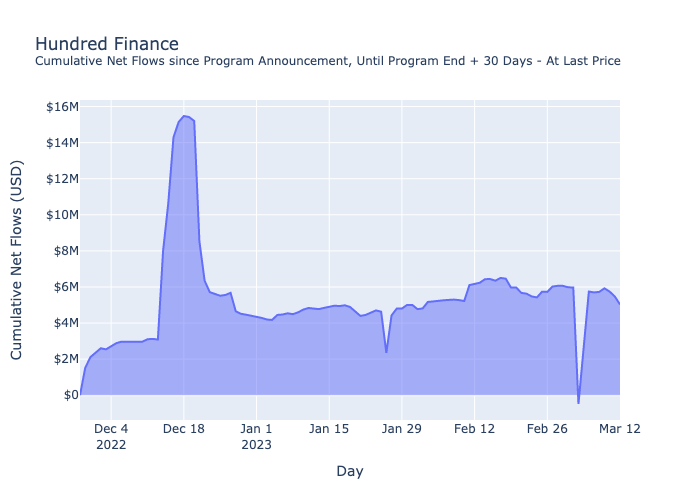 Hundred Finance
Cumulative Net Flows since Program Announcement, Until Program End + 30 Days - At Last Price
Cumulative Net Flows (USD)
$16M
$14M
$12M
$10M
$8M
$6M
$4M
$2M
$0
Dec 4
2022
Dec 18
Jan 1
2023
Jan 15
Jan 29
Feb 12
Feb 26
Mar 12
Day